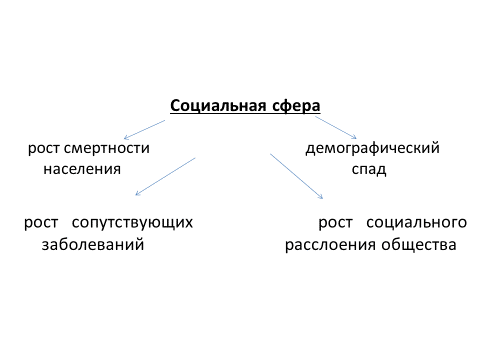 Социальная сфера
рост смертности
населения
демографический
спад
рост сопутствующих
заболеваний
рост социального
расслоения общества